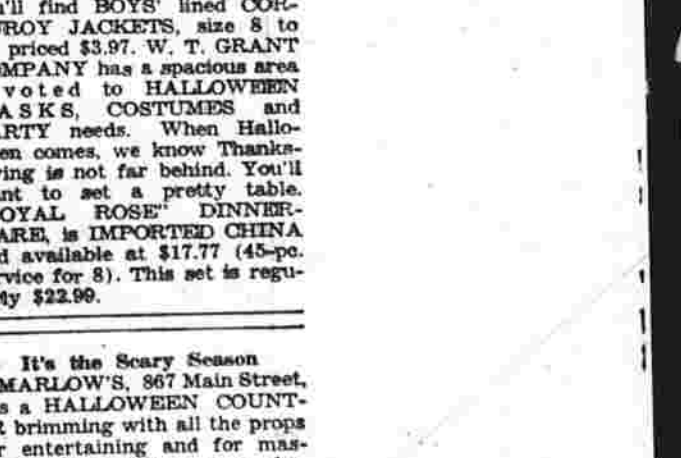 'll find BOYS' lined COR-
ROY JACKETS, size 8 to
priced $3.97. W. T. GRANT
MPANY has a spacious area
voted to HALLOWEEN
ASKS, COSTUMES and
ARTY needs. When Hallo-
en comes, we know Thanks-
ing is not far behind. You'll
nt to set a pretty table.
OYAL ROSE" DINNER-
ARE, is IMPORTED CHINA
d available at $17.77 (45-pc.
rvice for 8). This set is regu-
ly $22.99.
It's the Scary Season
MARLOW'S, 867 Main Street,
s a HALLOWEEN COUNT-
R brimming with all the props
r entertaining and for mas-